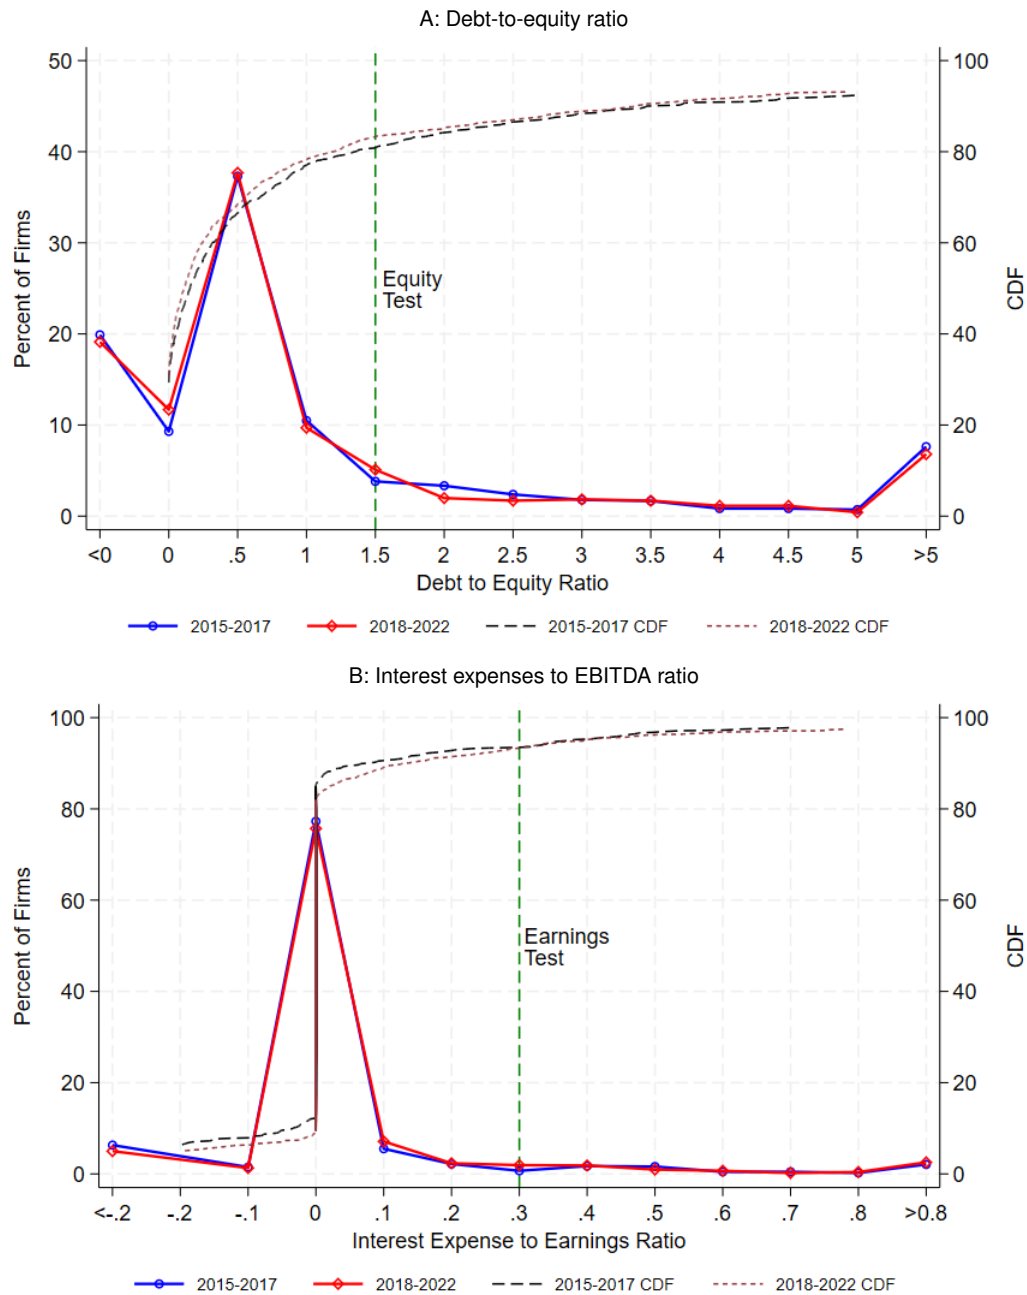 A: Debt-to-equity ratio
50
40
30
20
10
0
Percent of Firms
100
80
60
40
20
0
CDF
Equity
Test
<0 0 .5 1 1.5 2 2.5 3 3.5 4 4.5 5 >5
Debt to Equity Ratio
2015-2017 2018-2022 2015-2017 CDF 2018-2022 CDF
B: Interest expenses to EBITDA ratio
100
80
60
40
20
0
Percent of Firms
100
80
60
40
20
0
CDF
Earnings
Test
<-.2 -.2 -.1 0 .1 .2 .3 .4 .5 .6 .7 .8 >0.8
Interest Expense to Earnings Ratio
2015-2017 2018-2022 2015-2017 CDF 2018-2022 CDF